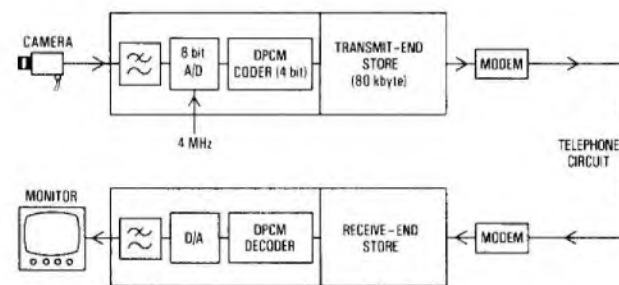 CAMERA
8 bit
A/D
DPCM
CODER (4 bit)
TRANSMIT-END
STORE
(80 kbyte)
MODEM
4 MHz
TELEPHONE
CIRCUIT
MONITOR
D/A
DPCM
DECODER
RECEIVE-END
STORE
MODEM